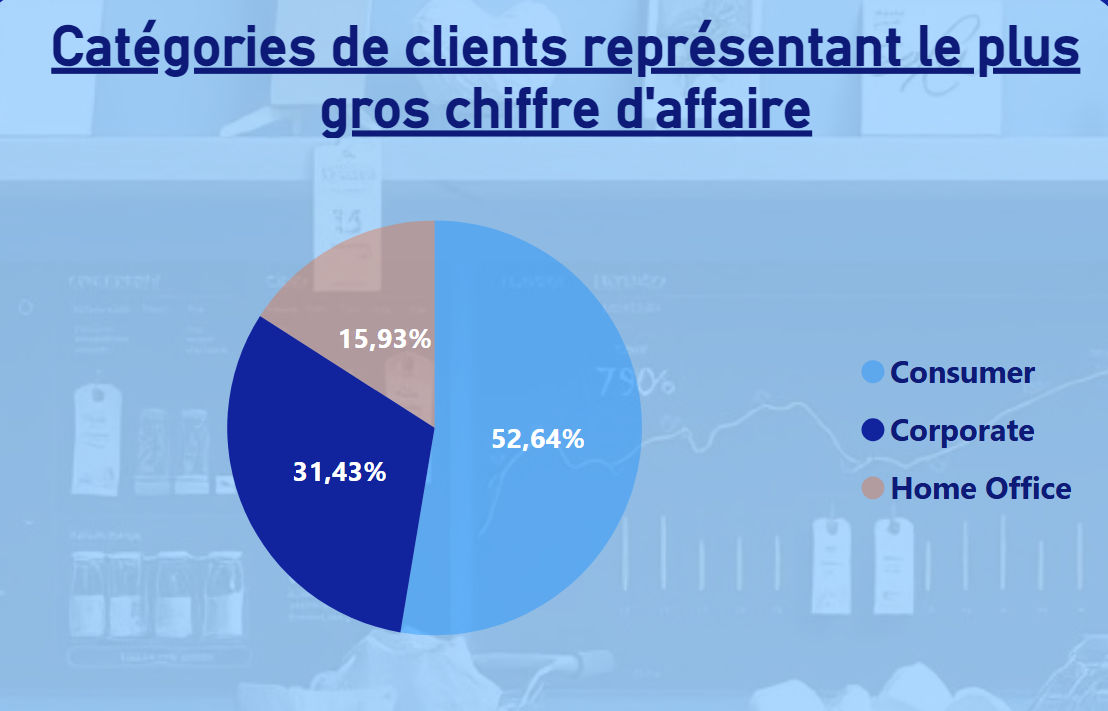 Catégories de clients représentant le plus
gros chiffre d'affaire
15,93%
52,64%
31,43%
Consumer
Corporate
Home Office